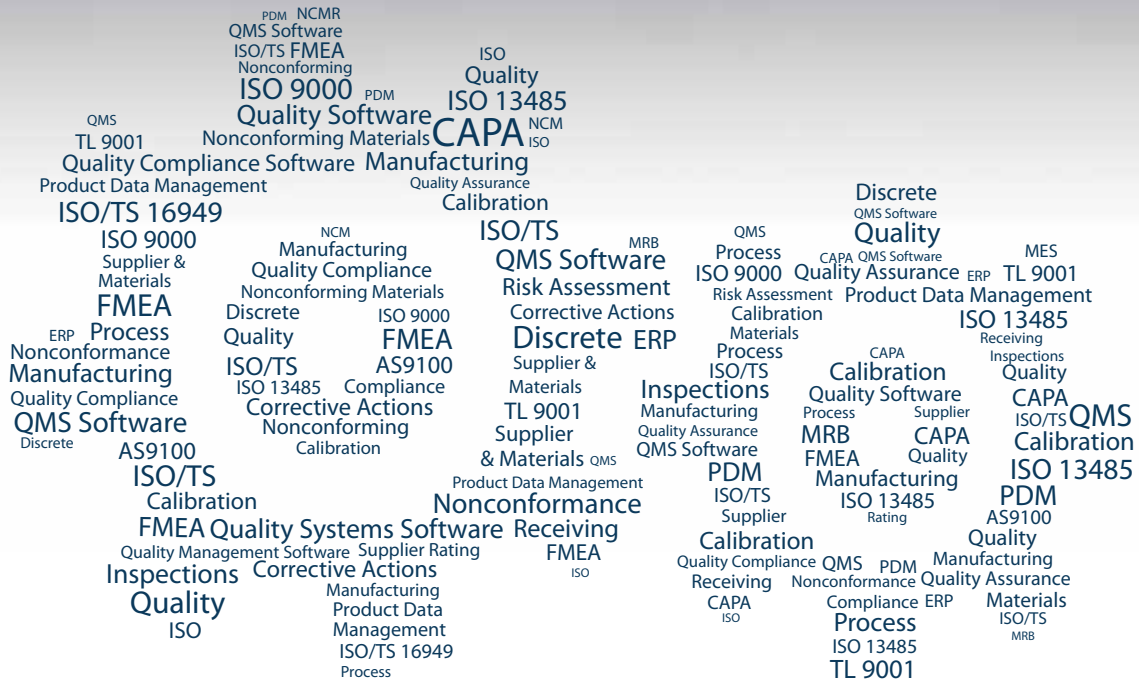 PDM NCMR
QMS Software
ISO/TS FMEA
Nonconforming
ISO 9000 PDM
Quality Software
Nonconforming Materials
ISO
Quality
ISO 13485
CAPA NCM
ISO
QMS
TL 9001
Quality Compliance Software Manufacturing
Product Data Management
Quality Assurance
Calibration
ISO/TS 16949
ISO 9000
Supplier &
Materials
FMEA
ERP Process
Nonconformance
Manufacturing
Quality Compliance
QMS Software
Discrete
AS9100
ISO/TS
Calibration
FMEA Quality Systems Software Receiving
Quality Management Software Supplier Rating
Inspections Corrective Actions
Quality
ISO
Manufacturing
Product Data
Management
ISO/TS 16949
Process
NCM
Manufacturing
Quality Compliance
Nonconforming Materials
Discrete ISO 9000
Quality FMEA
ISO/TS AS9100
ISO 13485 Compliance
Corrective Actions
Nonconforming
Calibration
ISO/TS
MRB
QMS Software
Risk Assessment
Corrective Actions
Discrete ERP
Supplier &
Materials
TL 9001
Supplier
& Materials QMS
Product Data Management
Nonconformance
FMEA
ISO
QMS
Process
ISO 9000
Risk Assessment
Calibration
Materials
Process
ISO/TS
Inspections
Manufacturing
Quality Assurance
QMS Software
PDM
ISO/TS
Supplier
Calibration
Quality Compliance
Receiving
CAPA
ISO
Discrete
QMS Software
Quality
CAPA QMS Software
Quality Assurance ERP
Product Data Management
MES
TL 9001
ISO 13485
Receiving
Inspections
Quality
CAPA
ISO/TS QMS
Calibration
ISO 13485
PDM
AS9100
Quality
Manufacturing
Quality Assurance
Materials
ISO/TS
MRB
CAPA
Calibration
Quality Software
Process Supplier
MRB CAPA
FMEA Quality
Manufacturing
ISO 13485
Rating
QMS PDM
Nonconformance
Compliance ERP
Process
ISO 13485
TL 9001